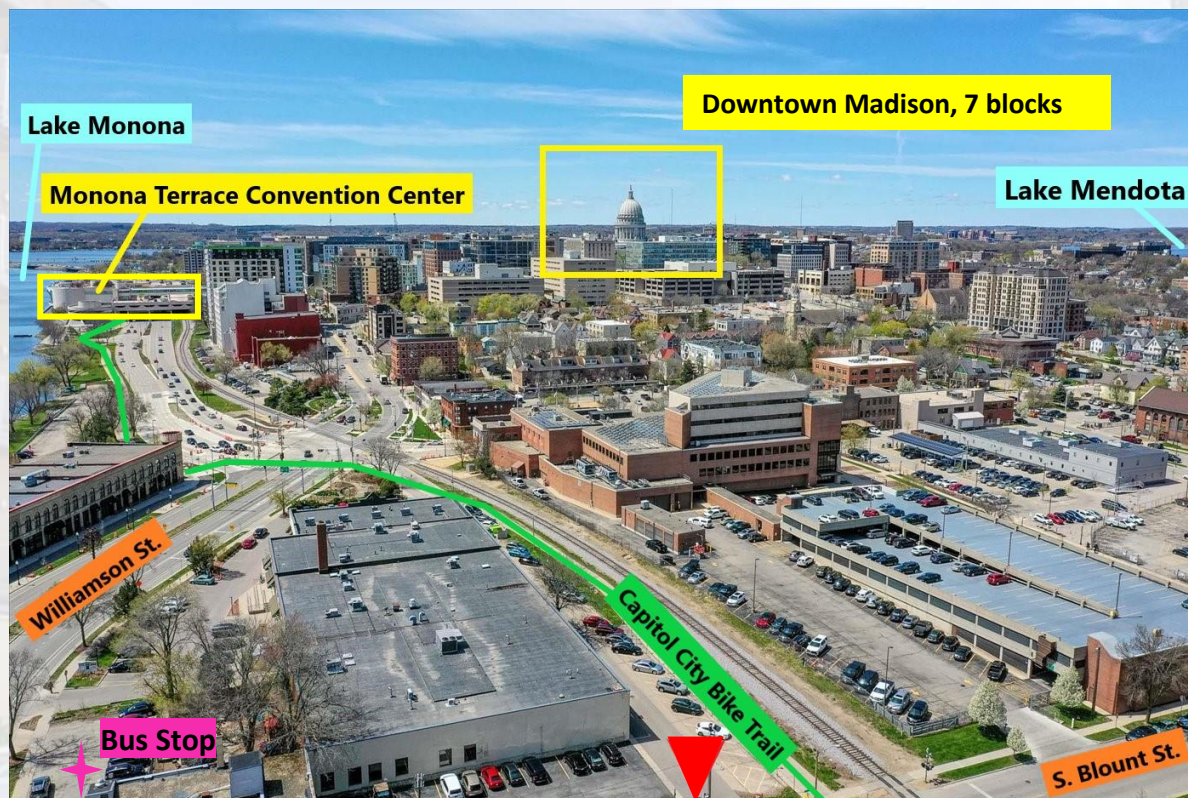 Downtown Madison, 7 blocks
Lake Monona
Monona Terrace Convention Center
Lake Mendota
Williamson St.
Capitol City Bike Trail
Bus Stop
S. Blount St.